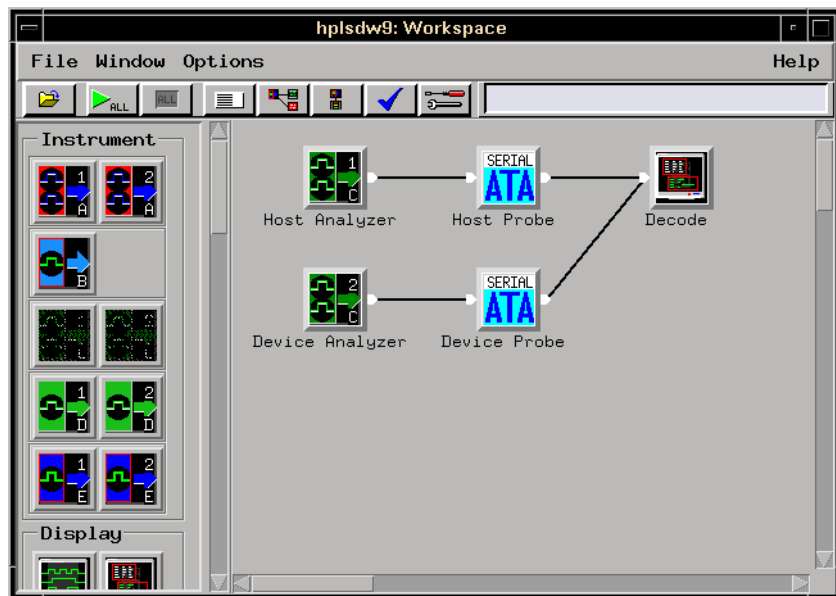 hplsdw9: Workspace
File Window Options Help
ALL ALL
Instrument
1 A 2 A
B
1 D 2 D
1 E 2 E
Display
1 C SERIAL ATA
Host Analyzer Host Probe Decode
2 C SERIAL ATA
Device Analyzer Device Probe